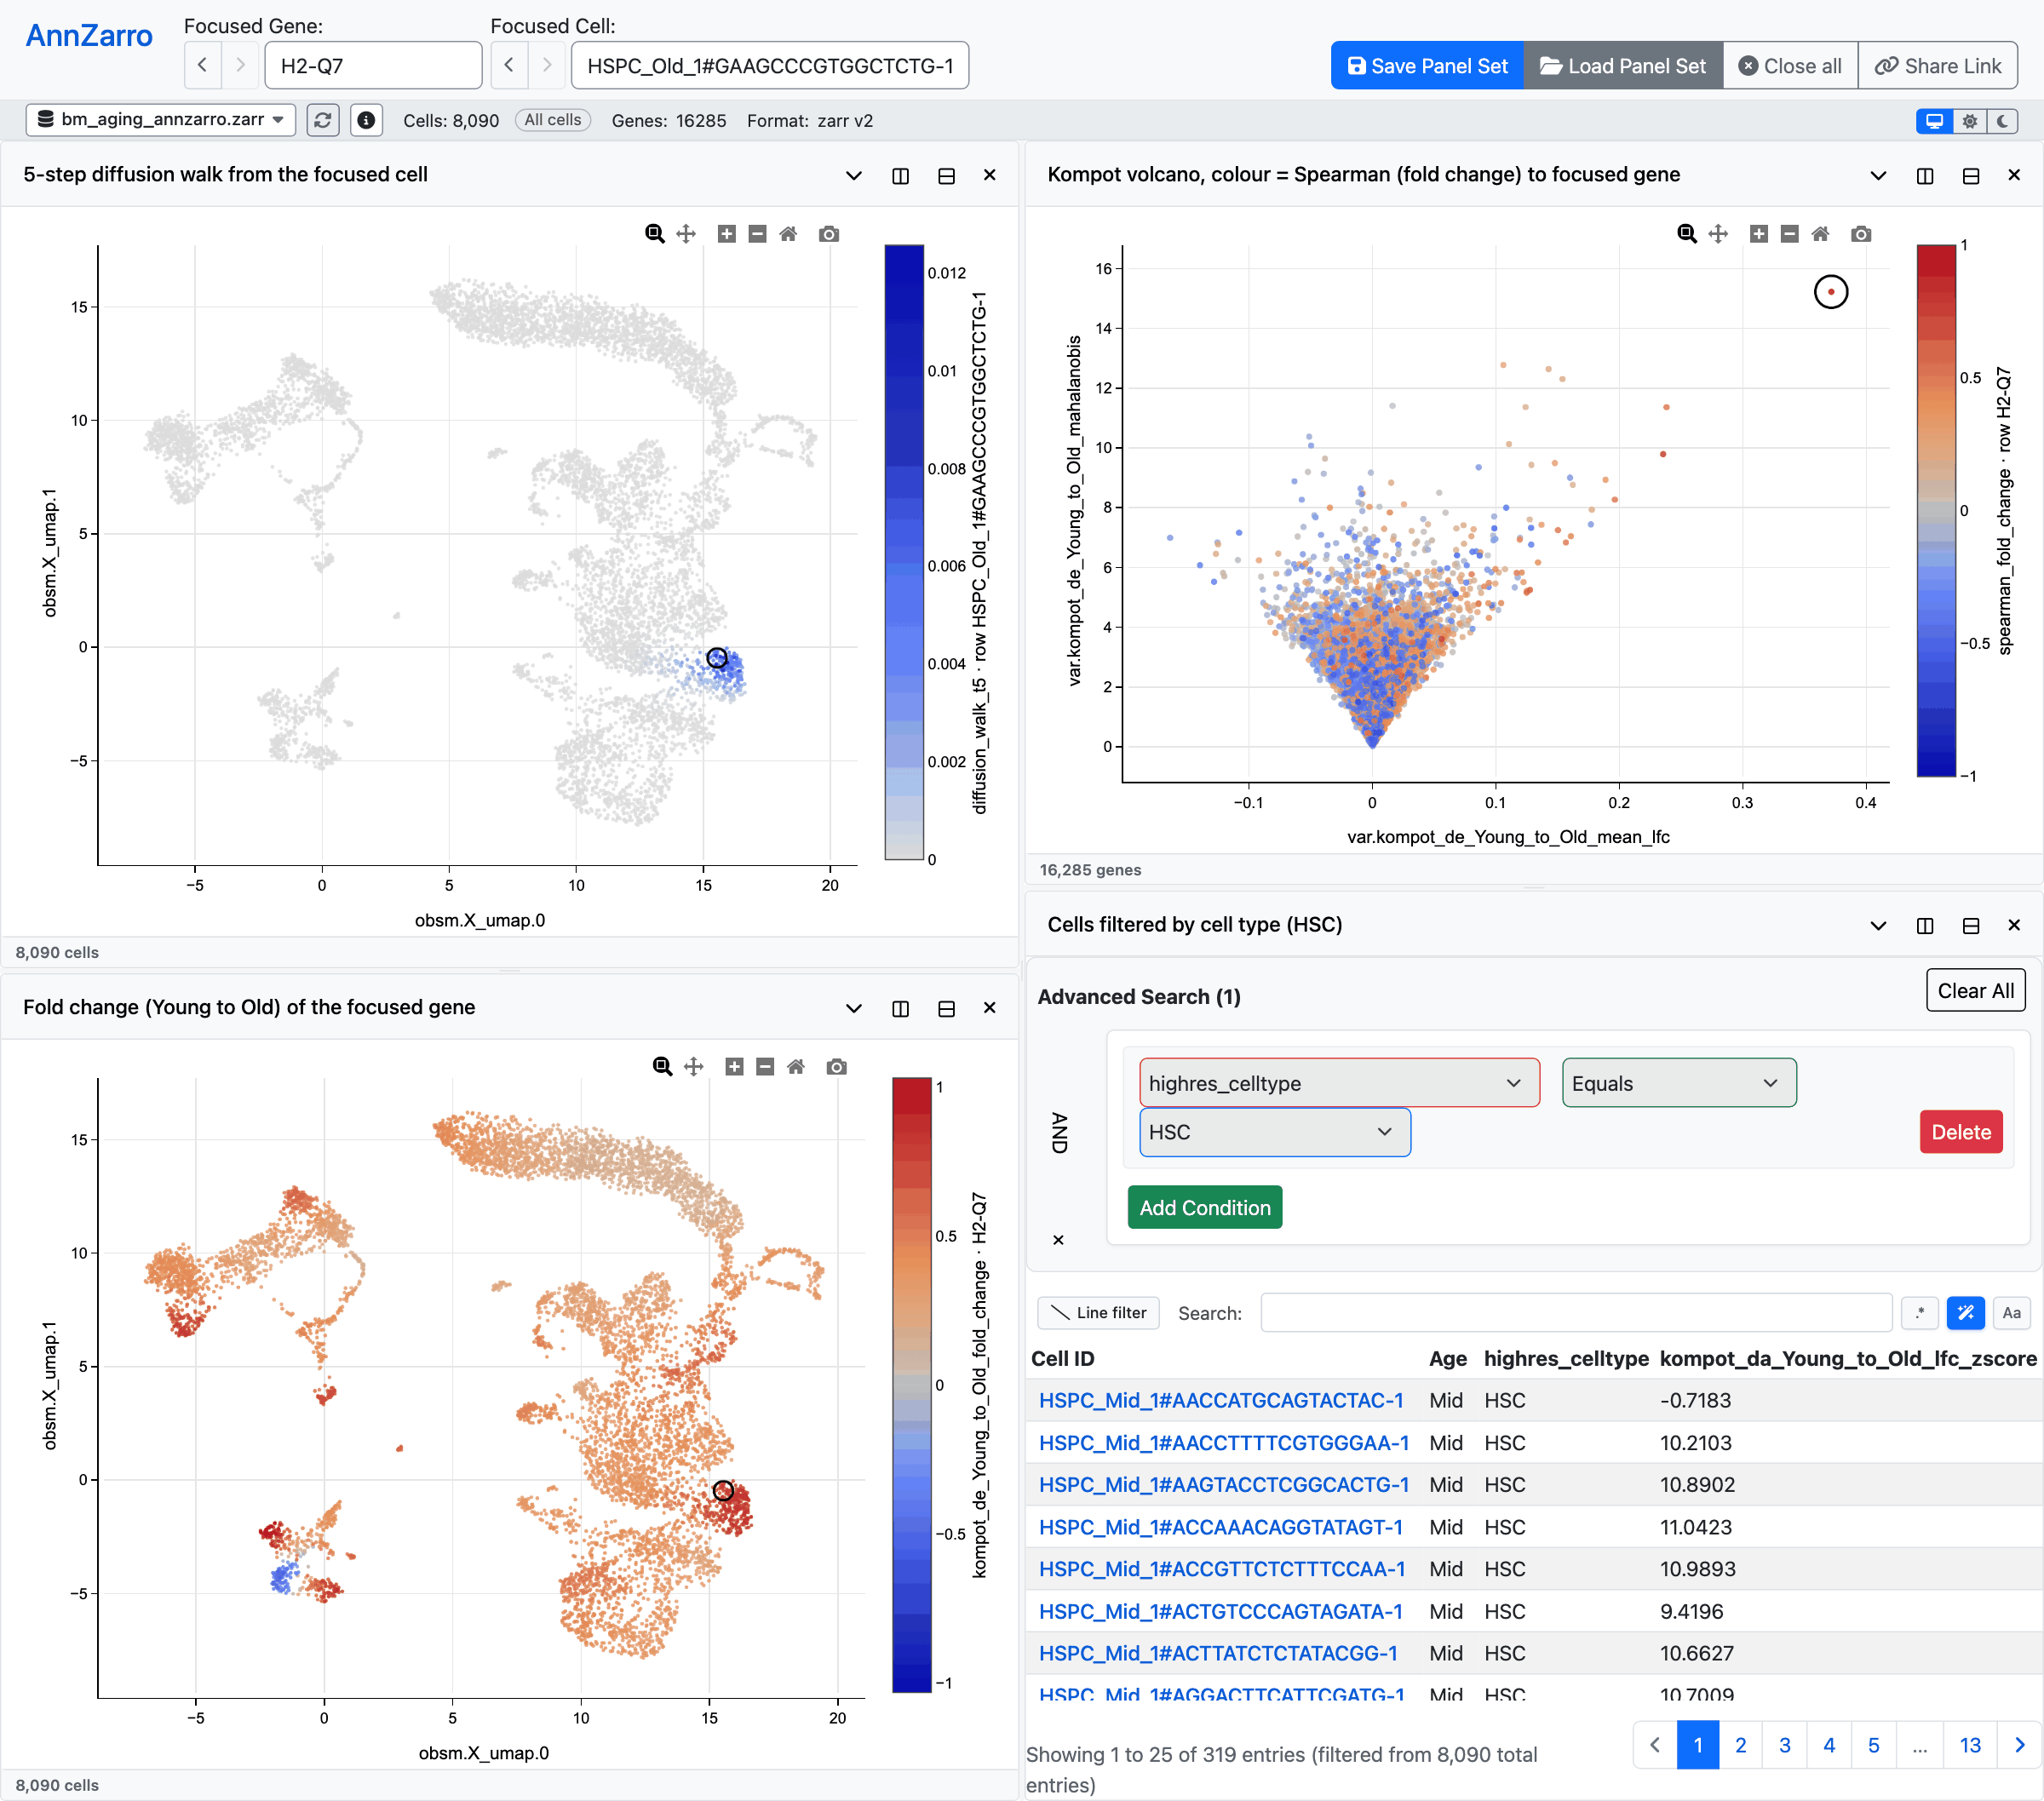 AnnZarro
Focused Gene:
H2-Q7
Focused Cell:
HSPC_Old_1#GAAGCCCGTGGCTCTG-1
Save Panel Set
Load Panel Set
Close all
Share Link
bm_aging_annzarro.zarr
Cells: 8,090
All cells
Genes: 16285
Format: zarr v2
5-step diffusion walk from the focused cell
15
10
5
0
−5
obsm.X_umap.1
−5
0
5
10
15
20
obsm.X_umap.0
0.012
0.01
0.008
0.006
0.004
0.002
0
diffusion_walk_t5 · row HSPC_Old_1#GAAGCCCGTGGCTCTG-1
8,090 cells
Fold change (Young to Old) of the focused gene
15
10
5
0
−5
obsm.X_umap.1
−5
0
5
10
15
20
obsm.X_umap.0
1
0.5
0
−0.5
−1
kompot_de_Young_to_Old_fold_change · H2-Q7
8,090 cells
Kompot volcano, colour = Spearman (fold change) to focused gene
16
14
12
10
8
6
4
2
0
var.kompot_de_Young_to_Old_mahalanobis
−0.1
0
0.1
0.2
0.3
0.4
var.kompot_de_Young_to_Old_mean_lfc
1
0.5
0
−0.5
−1
spearman_fold_change · row H2-Q7
16,285 genes
Cells filtered by cell type (HSC)
Advanced Search (1)
Clear All
AND
highres_celltype
Equals
HSC
Delete
Add Condition
Line filter
Search:
.*
Aa
Cell ID Age highres_celltype kompot_da_Young_to_Old_lfc_zscore
HSPC_Mid_1#AACCATGCAGTACTAC-1 Mid HSC -0.7183
HSPC_Mid_1#AACCTTTTCGTGGGAA-1 Mid HSC 10.2103
HSPC_Mid_1#AAGTACCTCGGCACTG-1 Mid HSC 10.8902
HSPC_Mid_1#ACCAAACAGGTATAGT-1 Mid HSC 11.0423
HSPC_Mid_1#ACCGTTCTCTTTCCAA-1 Mid HSC 10.9893
HSPC_Mid_1#ACTGTCCCAGTAGATA-1 Mid HSC 9.4196
HSPC_Mid_1#ACTTATCTCTATACGG-1 Mid HSC 10.6627
HSPC_Mid_1#AGGACTTCATTCGATG-1 Mid HSC 10.7009
Showing 1 to 25 of 319 entries (filtered from 8,090 total
entries)
1 2 3 4 5 ... 13